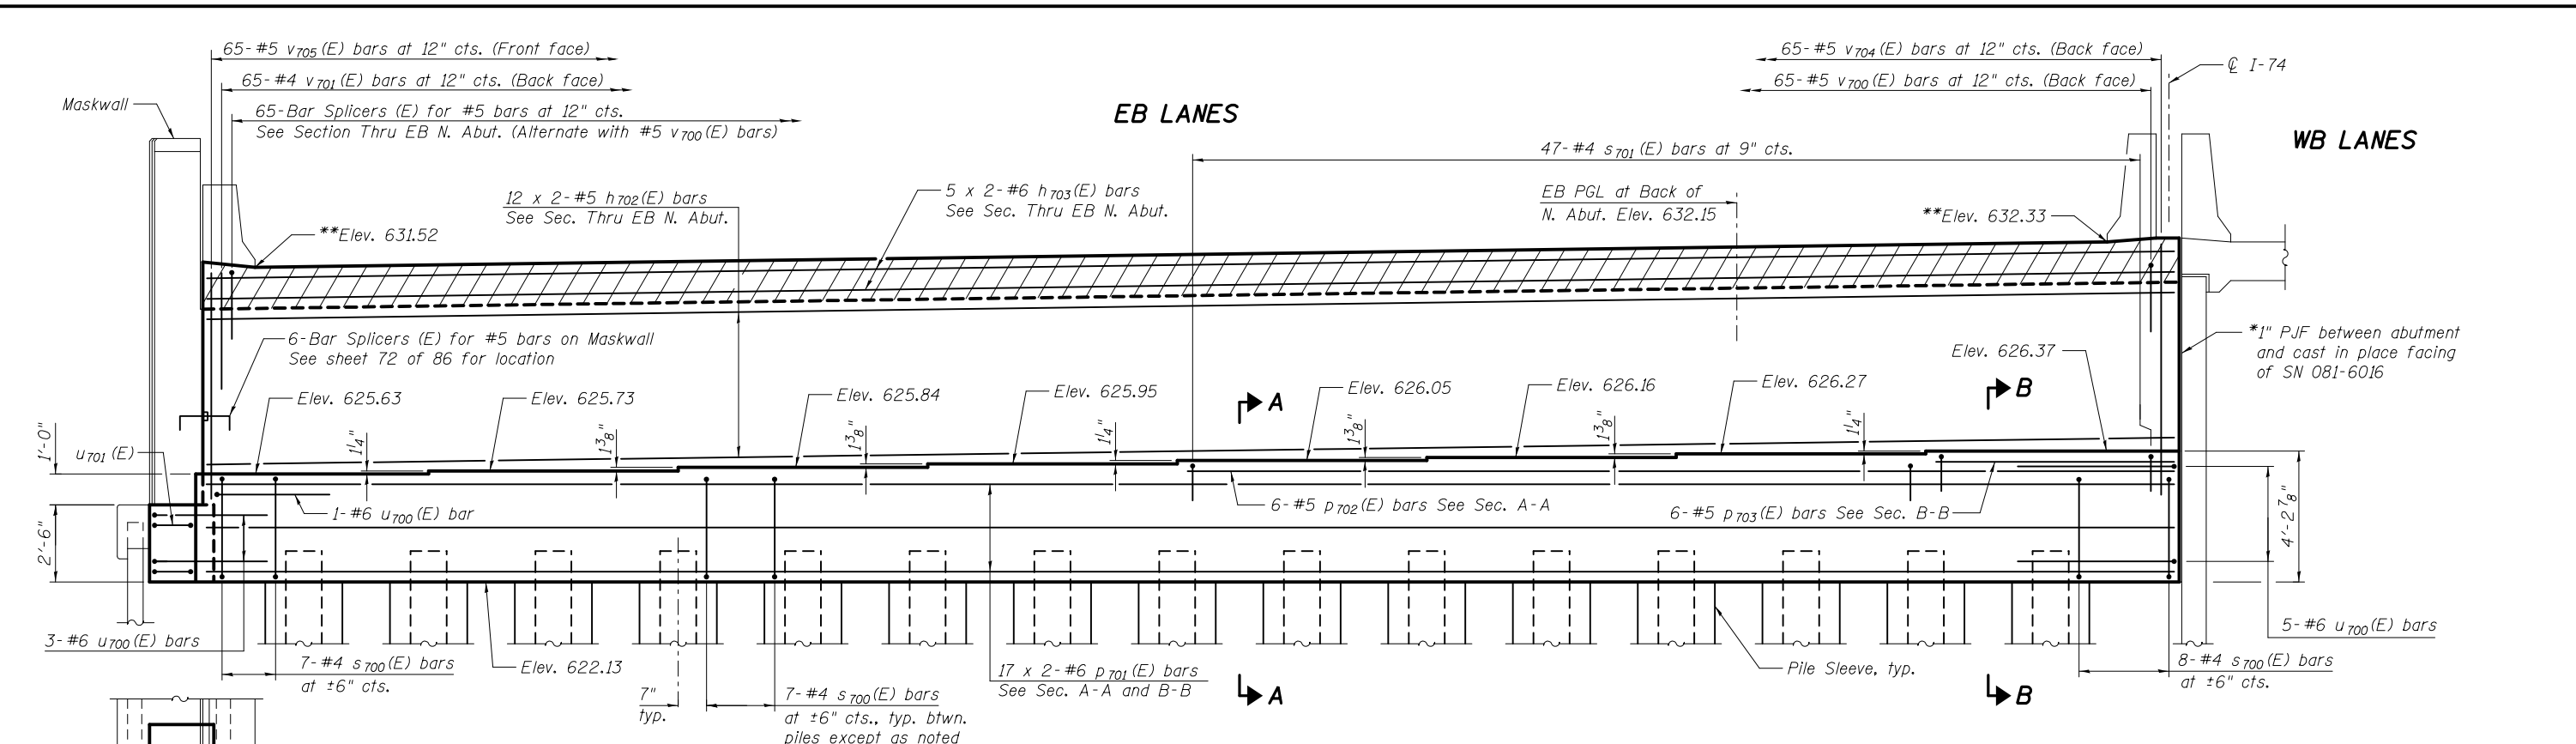 65-#5 v705(E) bars at 12" cts. (Front face)
65-#4 v701(E) bars at 12" cts. (Back face)
65-Bar Splicers (E) for #5 bars at 12" cts.
See Section Thru EB N. Abut. (Alternate with #5 v700(E) bars)
Maskwall
EB LANES
65-#5 v704(E) bars at 12" cts. (Back face)
65-#5 v700(E) bars at 12" cts. (Back face)
℄ I-74
WB LANES
47-#4 s701(E) bars at 9" cts.
12 x 2-#5 h702(E) bars
See Sec. Thru EB N. Abut.
5 x 2-#6 h703(E) bars
See Sec. Thru EB N. Abut.
EB PGL at Back of
N. Abut. Elev. 632.15
**Elev. 632.33
**Elev. 631.52
6-Bar Splicers (E) for #5 bars on Maskwall
See sheet 72 of 86 for location
*1" PJF between abutment
and cast in place facing
of SN 081-6016
Elev. 625.63
Elev. 625.73
Elev. 625.84
Elev. 625.95
Elev. 626.05
Elev. 626.16
Elev. 626.27
Elev. 626.37
A
B
1'-0"
1¼"
1⅜"
1⅜"
1¼"
1⅜"
1⅜"
1¼"
u701(E)
1-#6 u700(E) bar
6-#5 p702(E) bars See Sec. A-A
6-#5 p703(E) bars See Sec. B-B
2'-6"
4'-2⅞"
3-#6 u700(E) bars
7-#4 s700(E) bars
at ±6" cts.
Elev. 622.13
7"
typ.
7-#4 s700(E) bars
at ±6" cts., typ. btwn.
piles except as noted
17 x 2-#6 p701(E) bars
See Sec. A-A and B-B
A
Pile Sleeve, typ.
B
5-#6 u700(E) bars
8-#4 s700(E) bars
at ±6" cts.